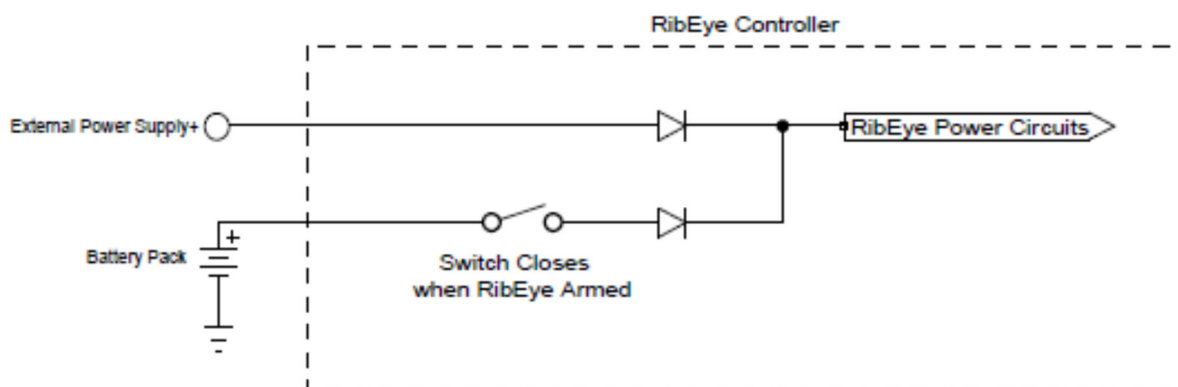 RibEye Controller
External Power Supply+
RibEye Power Circuits
+
Battery Pack
Switch Closes
when RibEye Armed